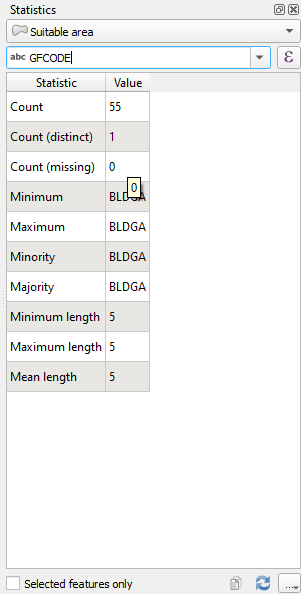 Statistics
Suitable area
abc GFCODE
ε
Statistic Value
Count 55
Count (distinct) 1
Count (missing) 0
0
Minimum BLDGA
Maximum BLDGA
Minority BLDGA
Majority BLDGA
Minimum length 5
Maximum length 5
Mean length 5
Selected features only
...